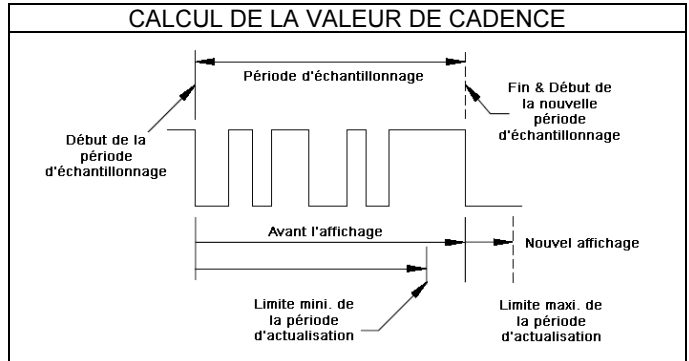 CALCUL DE LA VALEUR DE CADENCE
Période d'échantillonnage
Début de la
période
d'échantillonnage
Fin & Début de
la nouvelle
période
d'échantillonnage
Avant l'affichage
Nouvel affichage
Limite mini. de
la période
d'actualisation
Limite maxi. de
la période
d'actualisation